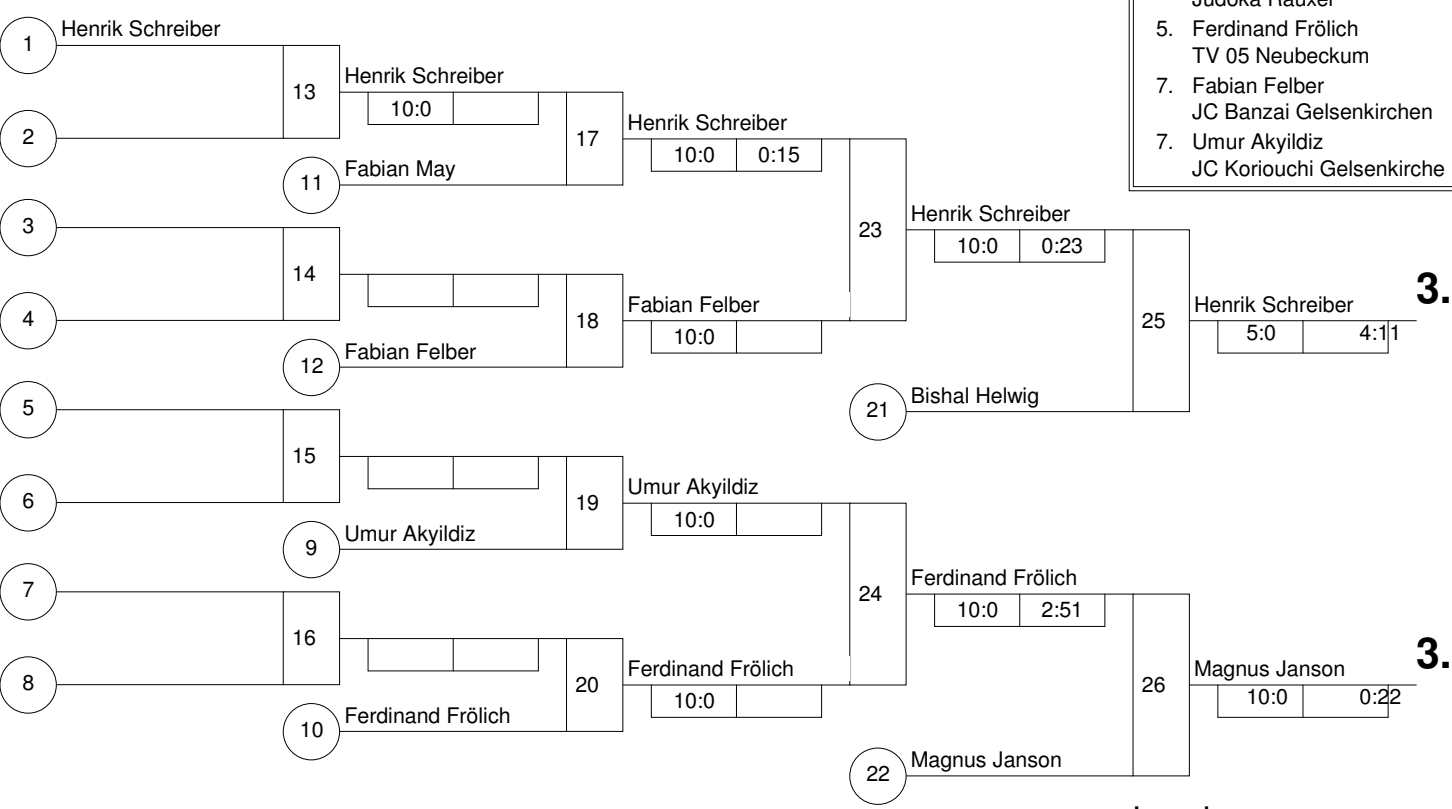 Judoka Rauxel
5. Ferdinand Frölich
TV 05 Neubeckum
7. Fabian Felber
JC Banzai Gelsenkirchen
7. Umur Akyildiz
JC Koriouchi Gelsenkirche
1 Henrik Schreiber
13
Henrik Schreiber
10:0
2
17
Henrik Schreiber
10:0 0:15
11 Fabian May
3
23
Henrik Schreiber
10:0 0:23
14
4
18
Fabian Felber
10:0
12 Fabian Felber
25
Henrik Schreiber 3.
5:0 4:11
5
21 Bishal Helwig
15
6
19
Umur Akyildiz
10:0
9 Umur Akyildiz
7
24
Ferdinand Frölich
10:0 2:51
16
8
20
Ferdinand Frölich
10:0
10 Ferdinand Frölich
26
Magnus Janson 3.
10:0 0:22
22 Magnus Janson